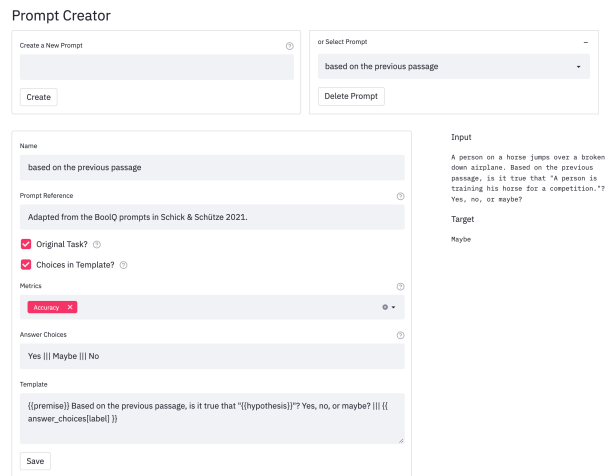 Prompt Creator
Create a New Prompt
Create
or Select Prompt
based on the previous passage
Delete Prompt
Name
based on the previous passage
Prompt Reference
Adapted from the BoolQ prompts in Schick & Schütze 2021.
Original Task?
Choices in Template?
Metrics
Accuracy
Answer Choices
Yes ||| Maybe ||| No
Template
{{premise}} Based on the previous passage, is it true that "{{hypothesis}}"? Yes, no, or maybe? ||| {{
answer_choices[label] }}
Save
Input
A person on a horse jumps over a broken
down airplane. Based on the previous
passage, is it true that "A person is
training his horse for a competition."?
Yes, no, or maybe?
Target
Maybe